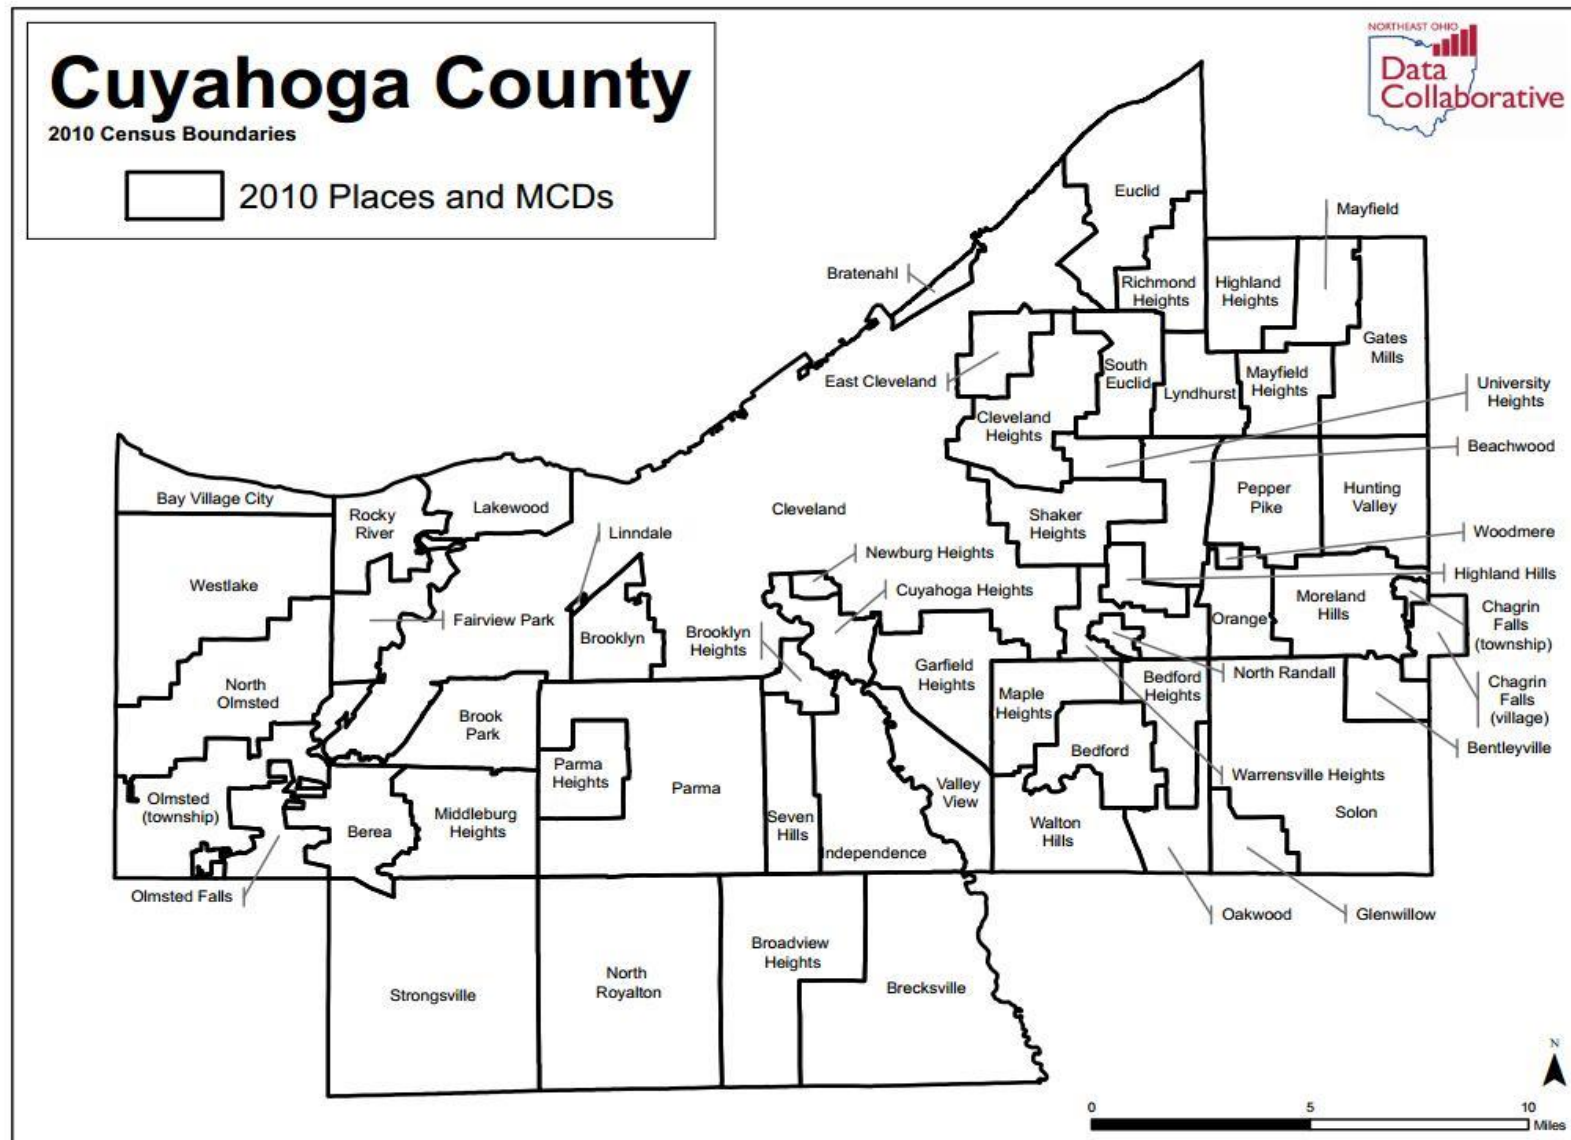 Cuyahoga County
2010 Census Boundaries
2010 Places and MCDs
NORTHEAST OHIO
Data
Collaborative
Euclid
Mayfield
Bratenahl
Richmond
Heights
Highland
Heights
Gates
Mills
East Cleveland
South
Euclid
Lyndhurst
Mayfield
Heights
University
Heights
Cleveland
Heights
Beachwood
Bay Village City
Rocky
River
Lakewood
Cleveland
Shaker
Heights
Pepper
Pike
Hunting
Valley
Linndale
Woodmere
Newburg Heights
Highland Hills
Westlake
Cuyahoga Heights
Moreland
Hills
Fairview Park
Brooklyn
Brooklyn
Heights
Orange
Chagrin
Falls
(township)
Garfield
Heights
North Randall
North
Olmsted
Maple
Heights
Bedford
Heights
Chagrin
Falls
(village)
Brook
Park
Bedford
Bentleyville
Parma
Heights
Parma
Warrensville Heights
Olmsted
(township)
Middleburg
Heights
Valley
View
Solon
Berea
Seven
Hills
Walton
Hills
Independence
Olmsted Falls
Oakwood
Glenwillow
Broadview
Heights
North
Royalton
Strongsville
Brecksville
N
0
5
10
Miles